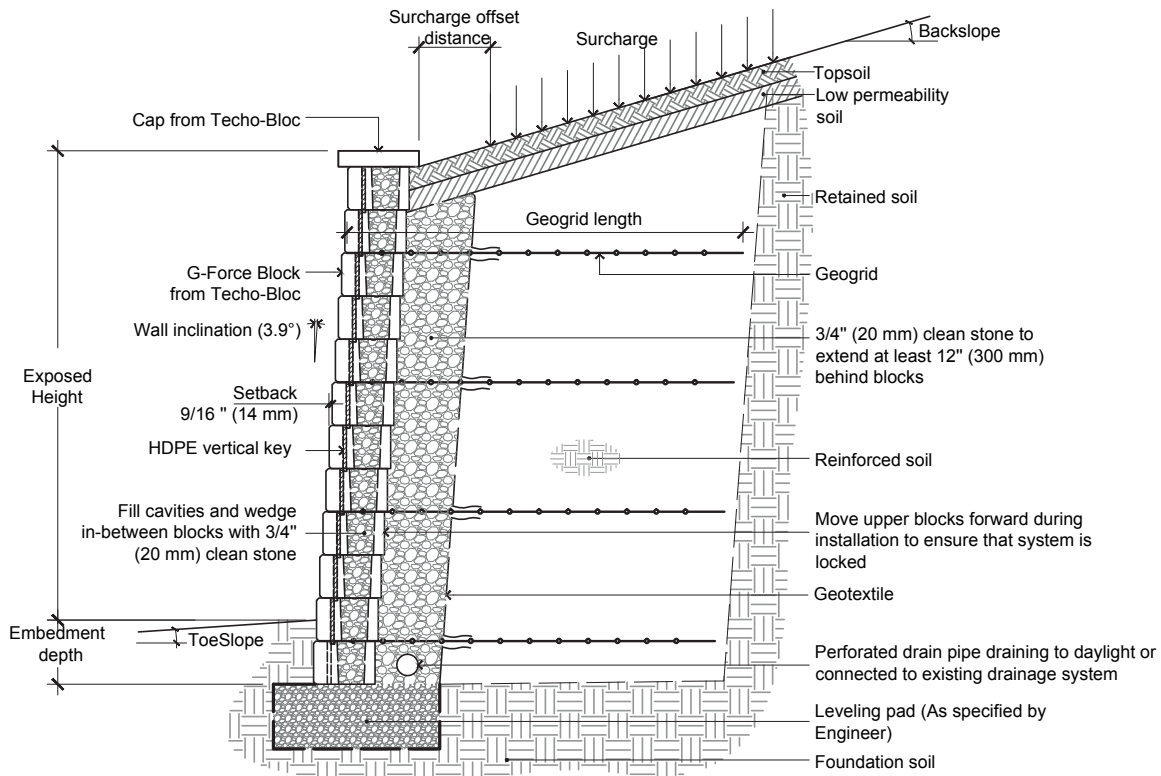 Surcharge offset
distance
Surcharge
Backslope
Topsoil
Low permeability
soil
Cap from Techo-Bloc
Retained soil
Geogrid length
G-Force Block
from Techo-Bloc
Geogrid
Wall inclination (3.9°)
3/4" (20 mm) clean stone to
extend at least 12" (300 mm)
behind blocks
Exposed
Height
Setback
9/16 " (14 mm)
HDPE vertical key
Reinforced soil
Fill cavities and wedge
in-between blocks with 3/4"
(20 mm) clean stone
Move upper blocks forward during
installation to ensure that system is
locked
Geotextile
Embedment
depth
ToeSlope
Perforated drain pipe draining to daylight or
connected to existing drainage system
Leveling pad (As specified by
Engineer)
Foundation soil